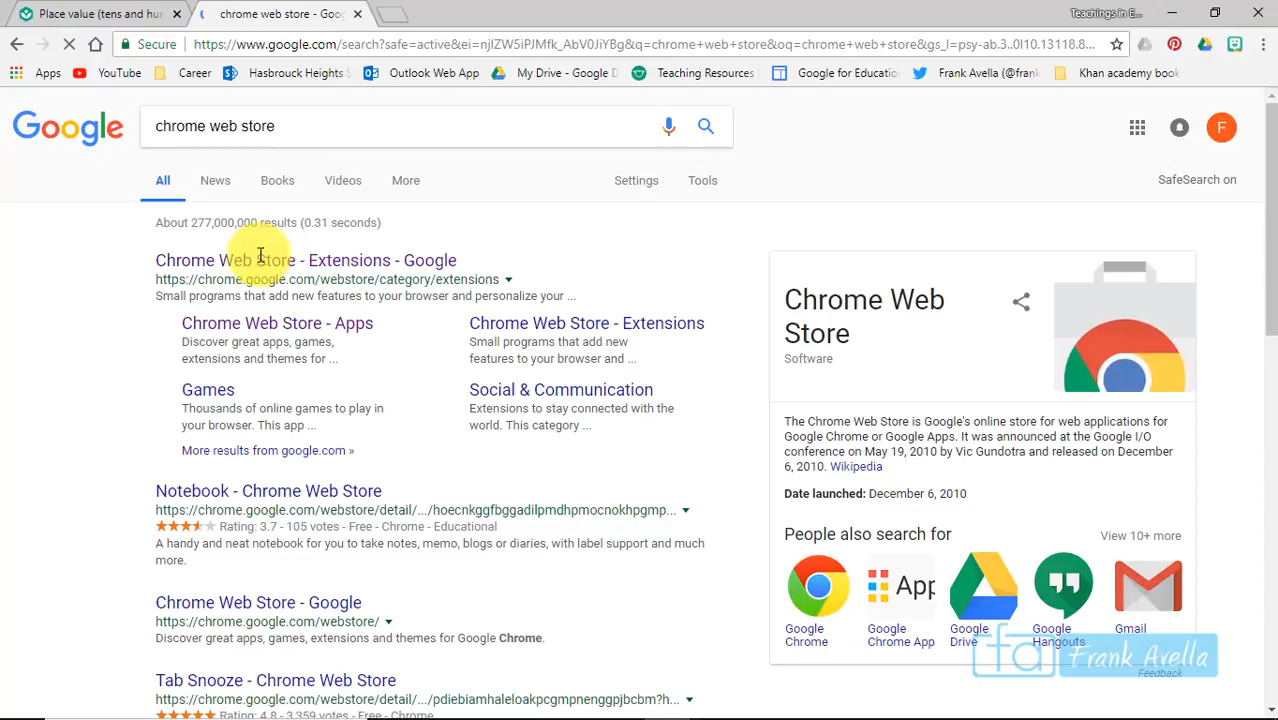 Place value (tens and hun
chrome web store - Goo
Teachings in E...
Secure
https://www.google.com/search?safe=active&ei=njIZW5iPJMfk_AbV0JiYBg&q=chrome+web+store&oq=chrome+web+store&gs_l=psy-ab.3..0l10.13118.8...
Apps
YouTube
Career
Hasbrouck Heights S
Outlook Web App
My Drive - Google D
Teaching Resources
Google for Educatio
Frank Avella (@frank
Khan academy book
Google
chrome web store
F
All
News
Books
Videos
More
Settings
Tools
SafeSearch on
About 277,000,000 results (0.31 seconds)
Chrome Web Store - Extensions - Google
https://chrome.google.com/webstore/category/extensions
Small programs that add new features to your browser and personalize your ...
Chrome Web Store - Apps
Discover great apps, games,
extensions and themes for ...
Chrome Web Store - Extensions
Small programs that add new
features to your browser and ...
Games
Thousands of online games to play in
your browser. This app ...
Social & Communication
Extensions to stay connected with the
world. This category ...
More results from google.com »
Notebook - Chrome Web Store
https://chrome.google.com/webstore/detail/.../hoecnkggfbggadilpmdhpmocnokhpgmp...
Rating: 3.7 - 105 votes - Free - Chrome - Educational
A handy and neat notebook for you to take notes, memo, blogs or diaries, with label support and much
more.
Chrome Web Store - Google
https://chrome.google.com/webstore/
Discover great apps, games, extensions and themes for Google Chrome.
Tab Snooze - Chrome Web Store
https://chrome.google.com/webstore/detail/.../pdiebiamhaleloakpcgmpnenggpjbcbm?h...
Rating: 4.8 - 3,359 votes - Free - Chrome
Chrome Web
Store
Software
The Chrome Web Store is Google's online store for web applications for
Google Chrome or Google Apps. It was announced at the Google I/O
conference on May 19, 2010 by Vic Gundotra and released on December
6, 2010. Wikipedia
Date launched: December 6, 2010
People also search for
View 10+ more
App
Google
Chrome
Google
Chrome App
Google
Drive
Google
Hangouts
Gmail
fa
Frank Avella
Feedback